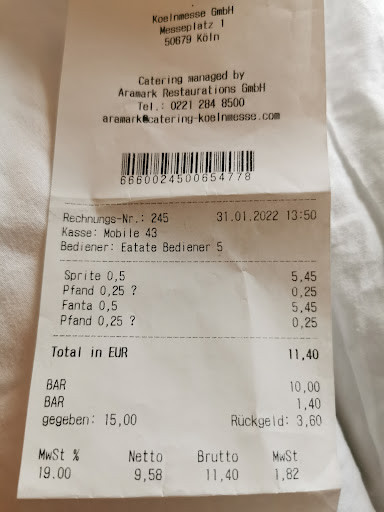 Koelnmesse GmbH
Messeplatz 1
50679 Köln
Catering managed by
Aramark Restaurations GmbH
Tel.: 0221 284 8500
aramark@catering-koelnmesse.com
6660024500654778
Rechnungs-Nr.: 245 31.01.2022 13:50
Kasse: Mobile 43
Bediener: Eatate Bediener 5
Sprite 0,5 5,45
Pfand 0,25 ? 0,25
Fanta 0,5 5,45
Pfand 0,25 ? 0,25
Total in EUR 11,40
BAR 10,00
BAR 1,40
gegeben: 15,00 Rückgeld: 3,60
MwSt % Netto Brutto MwSt
19.00 9,58 11,40 1,82